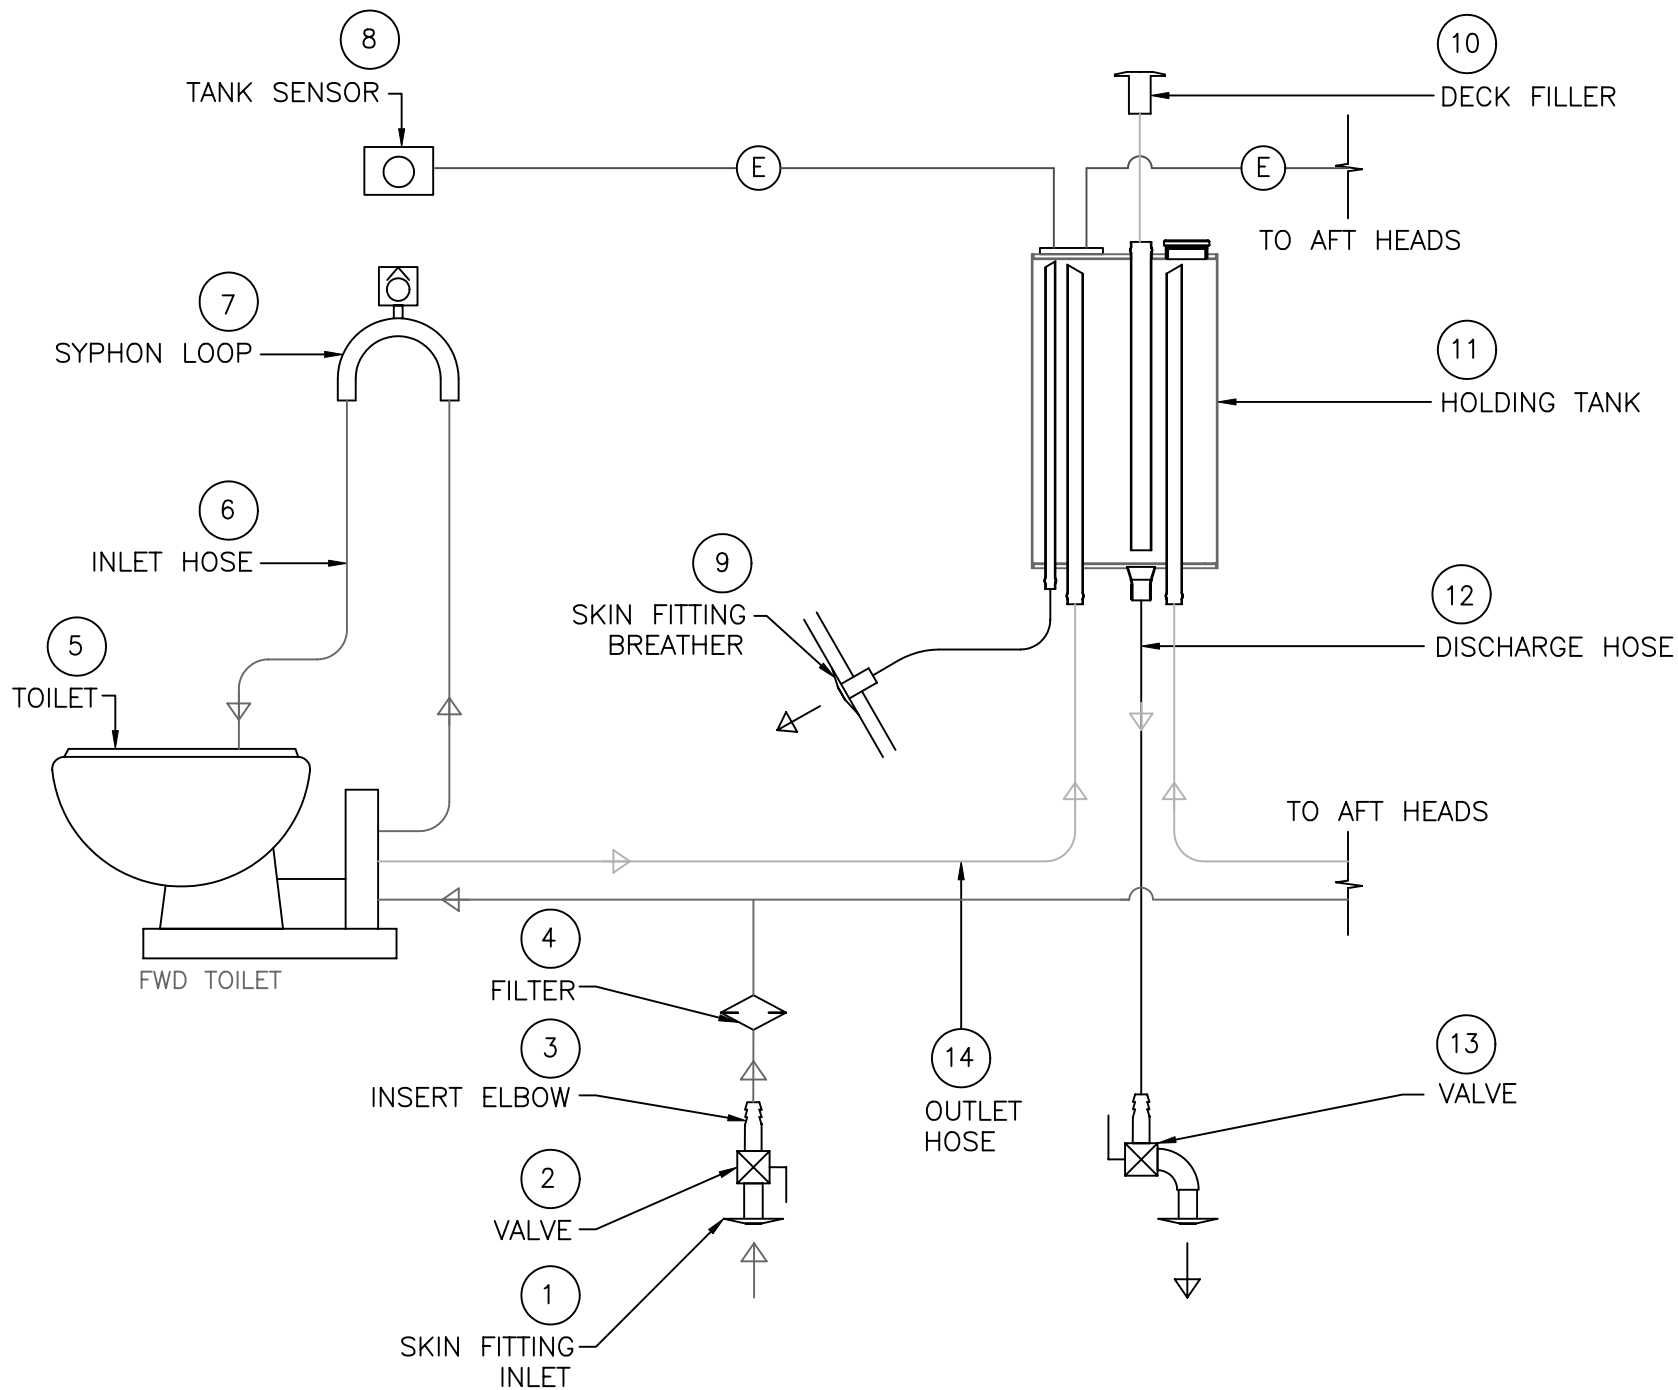 8
TANK SENSOR
10
DECK FILLER
E
E
TO AFT HEADS
7
SYPHON LOOP
11
HOLDING TANK
6
INLET HOSE
9
SKIN FITTING
BREATHER
12
DISCHARGE HOSE
5
TOILET
TO AFT HEADS
FWD TOILET
4
FILTER
3
INSERT ELBOW
14
OUTLET
HOSE
13
VALVE
2
VALVE
1
SKIN FITTING
INLET